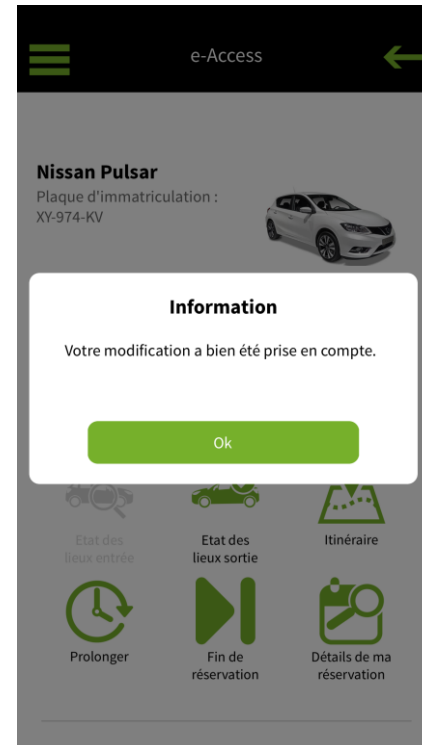 e-Access
Nissan Pulsar
Plaque d'immatriculation :
XY-974-KV
Information
Votre modification a bien été prise en compte.
Ok
Etat des
lieux entrée
Etat des
lieux sortie
Itinéraire
Prolonger
Fin de
réservation
Détails de ma
réservation